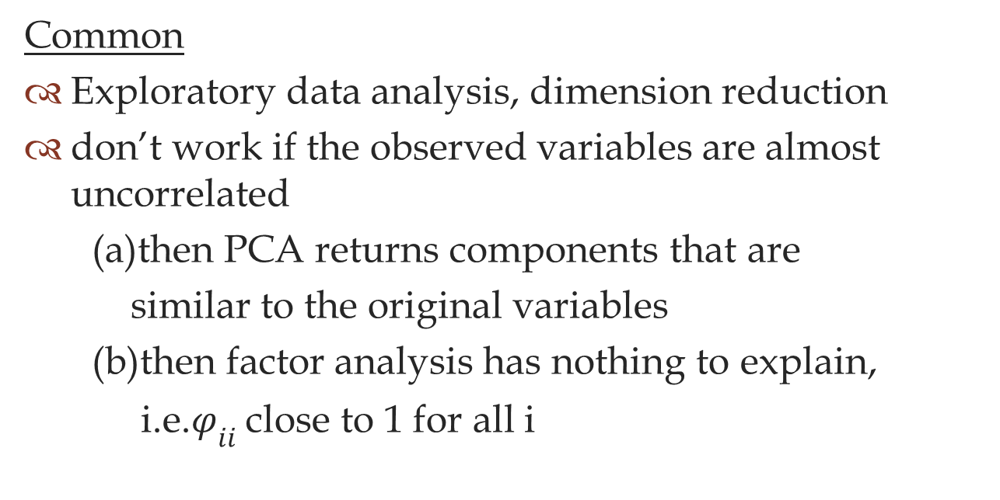 Common
Exploratory data analysis, dimension reduction
don’t work if the observed variables are almost
uncorrelated
(a)then PCA returns components that are
similar to the original variables
(b)then factor analysis has nothing to explain,
i.e.φᵢᵢ close to 1 for all i